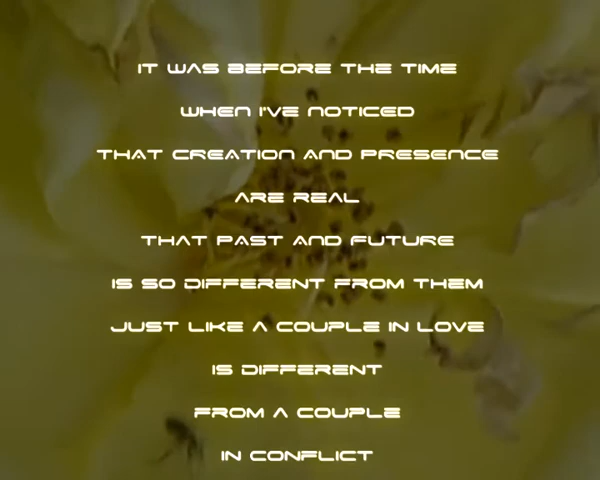 IT WAS BEFORE THE TIME
WHEN I'VE NOTICED
THAT CREATION AND PRESENCE
ARE REAL
THAT PAST AND FUTURE
IS SO DIFFERENT FROM THEM
JUST LIKE A COUPLE IN LOVE
IS DIFFERENT
FROM A COUPLE
IN CONFLICT